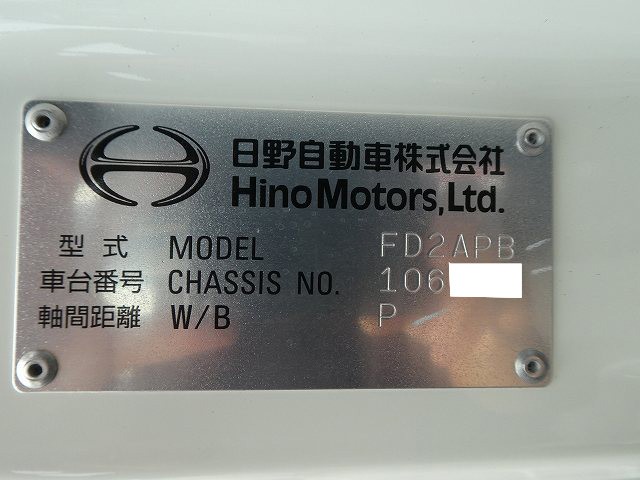 日野自動車株式会社
Hino Motors, Ltd.
型式 MODEL FD2APB
車台番号 CHASSIS NO. 106
軸間距離 W/B P